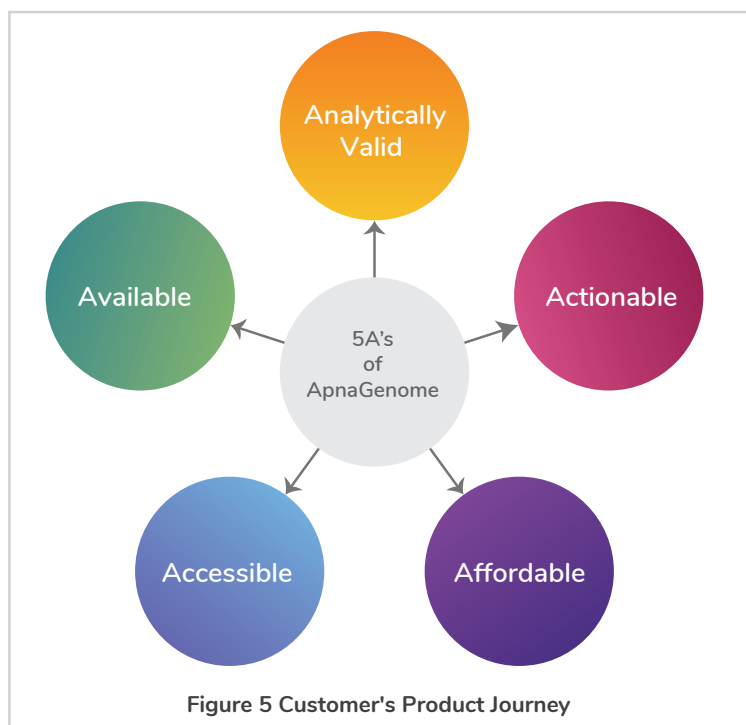 Analytically
Valid
Available
Actionable
5A's
of
ApnaGenome
Accessible
Affordable
Figure 5 Customer's Product Journey